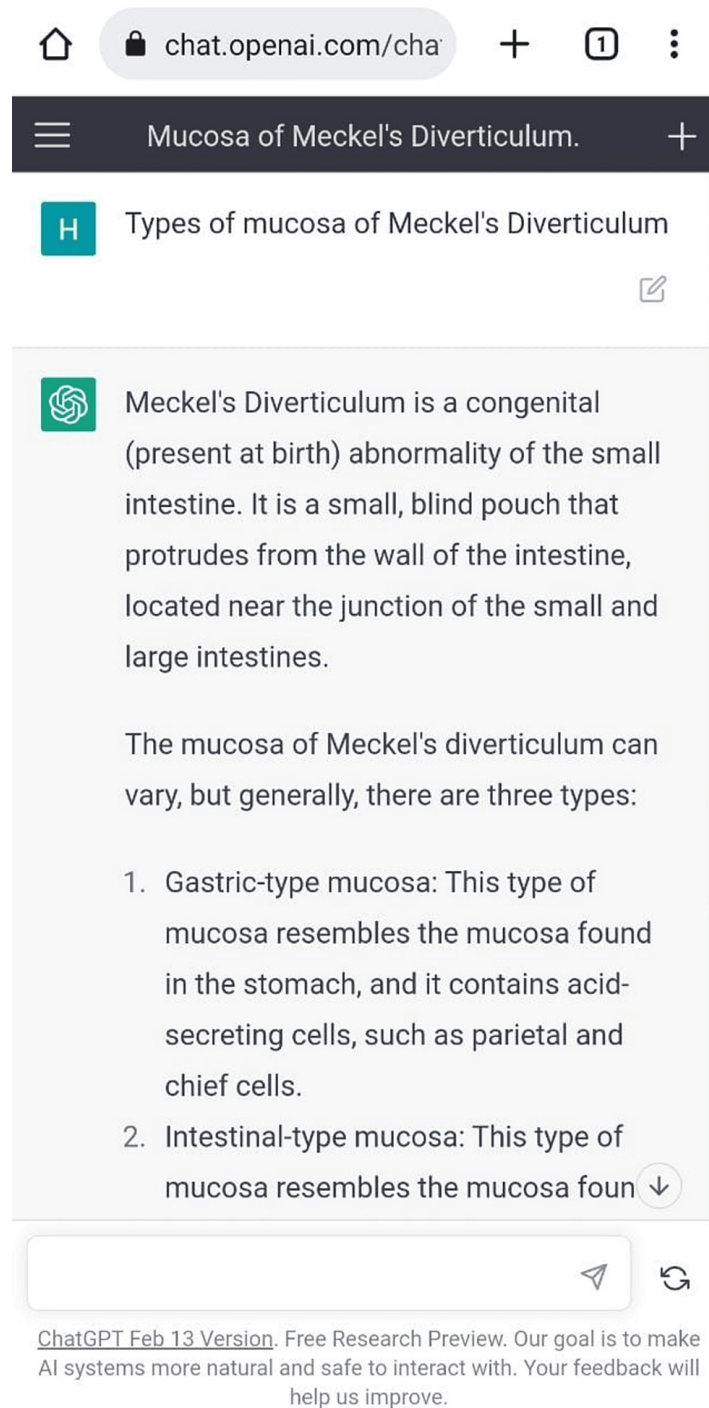 chat.openai.com/cha
1
Mucosa of Meckel's Diverticulum.
H
Types of mucosa of Meckel's Diverticulum
Meckel's Diverticulum is a congenital
(present at birth) abnormality of the small
intestine. It is a small, blind pouch that
protrudes from the wall of the intestine,
located near the junction of the small and
large intestines.
The mucosa of Meckel's diverticulum can
vary, but generally, there are three types:
1. Gastric-type mucosa: This type of
mucosa resembles the mucosa found
in the stomach, and it contains acid-
secreting cells, such as parietal and
chief cells.
2. Intestinal-type mucosa: This type of
mucosa resembles the mucosa foun
ChatGPT Feb 13 Version. Free Research Preview. Our goal is to make
AI systems more natural and safe to interact with. Your feedback will
help us improve.